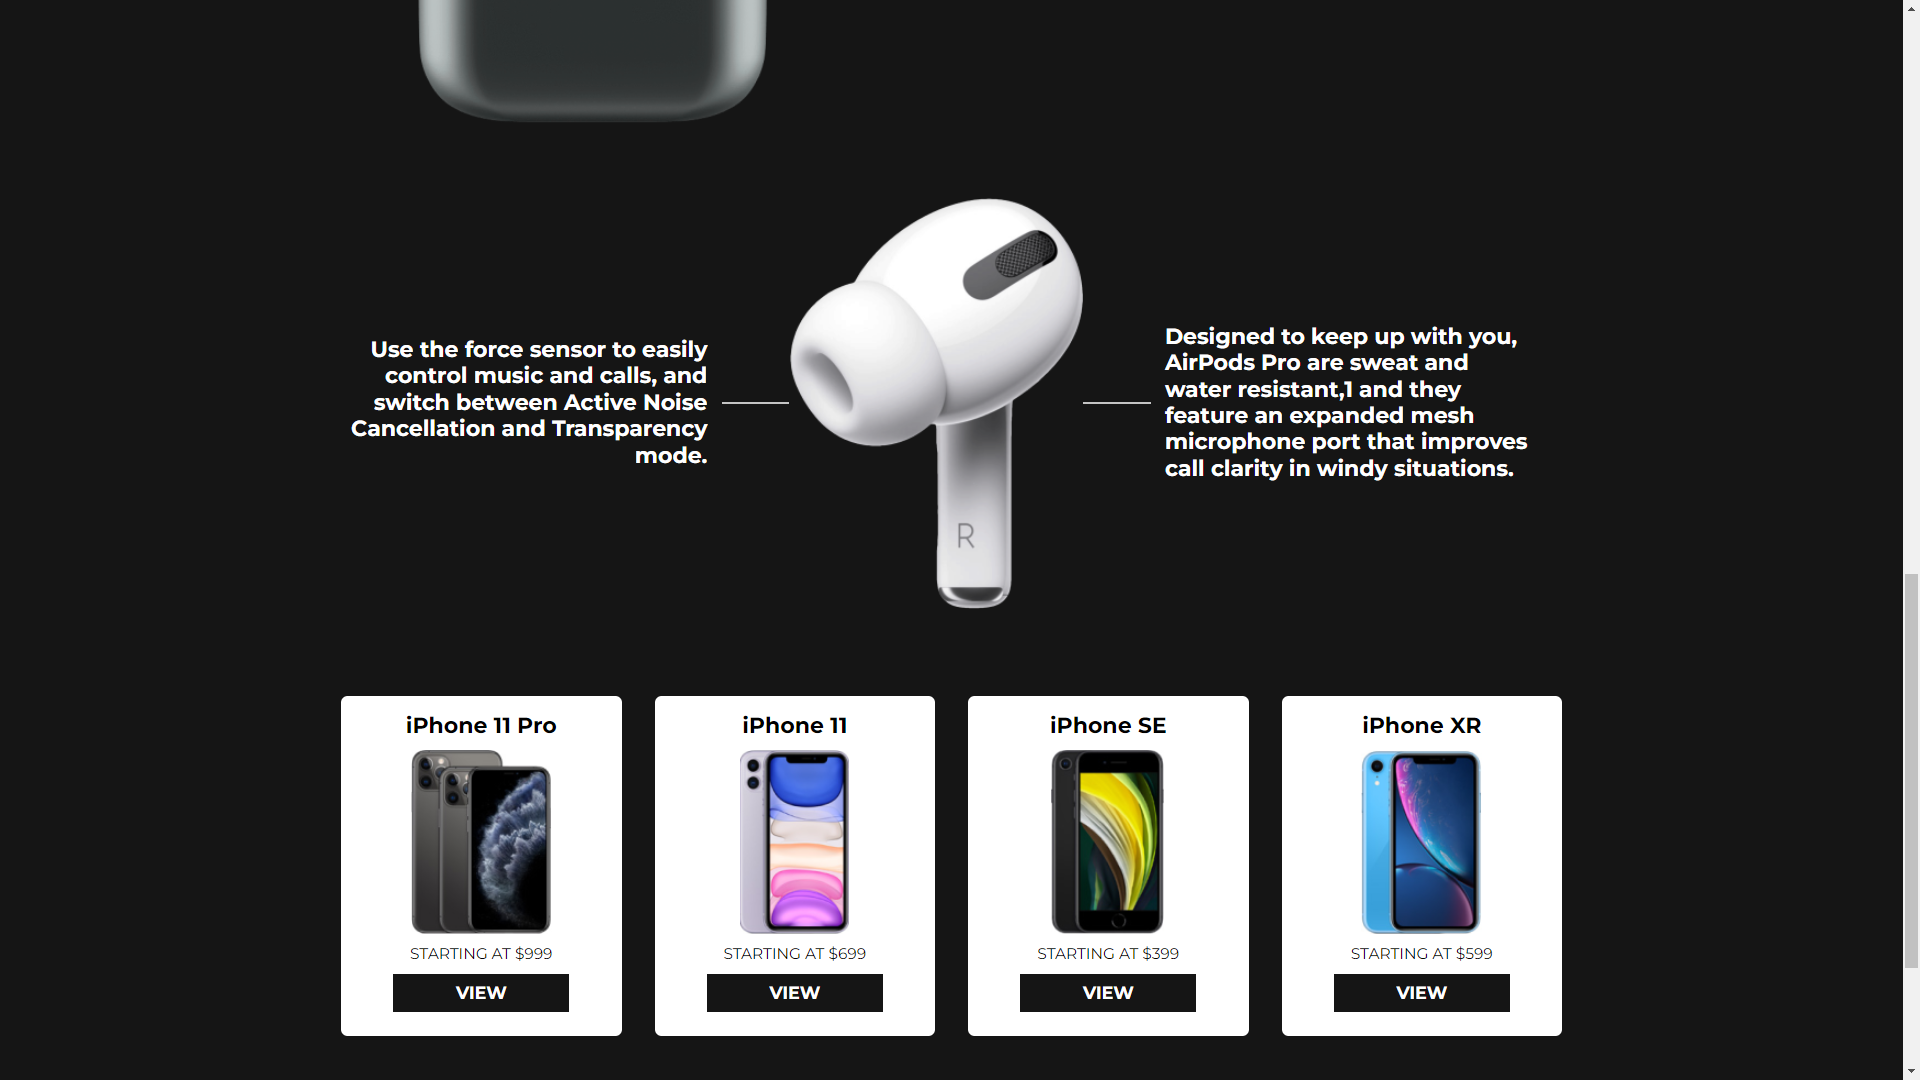 Use the force sensor to easily
control music and calls, and
switch between Active Noise
Cancellation and Transparency
mode.
Designed to keep up with you,
AirPods Pro are sweat and
water resistant,1 and they
feature an expanded mesh
microphone port that improves
call clarity in windy situations.
R
iPhone 11 Pro
STARTING AT $999
VIEW
iPhone 11
STARTING AT $699
VIEW
iPhone SE
STARTING AT $399
VIEW
iPhone XR
STARTING AT $599
VIEW